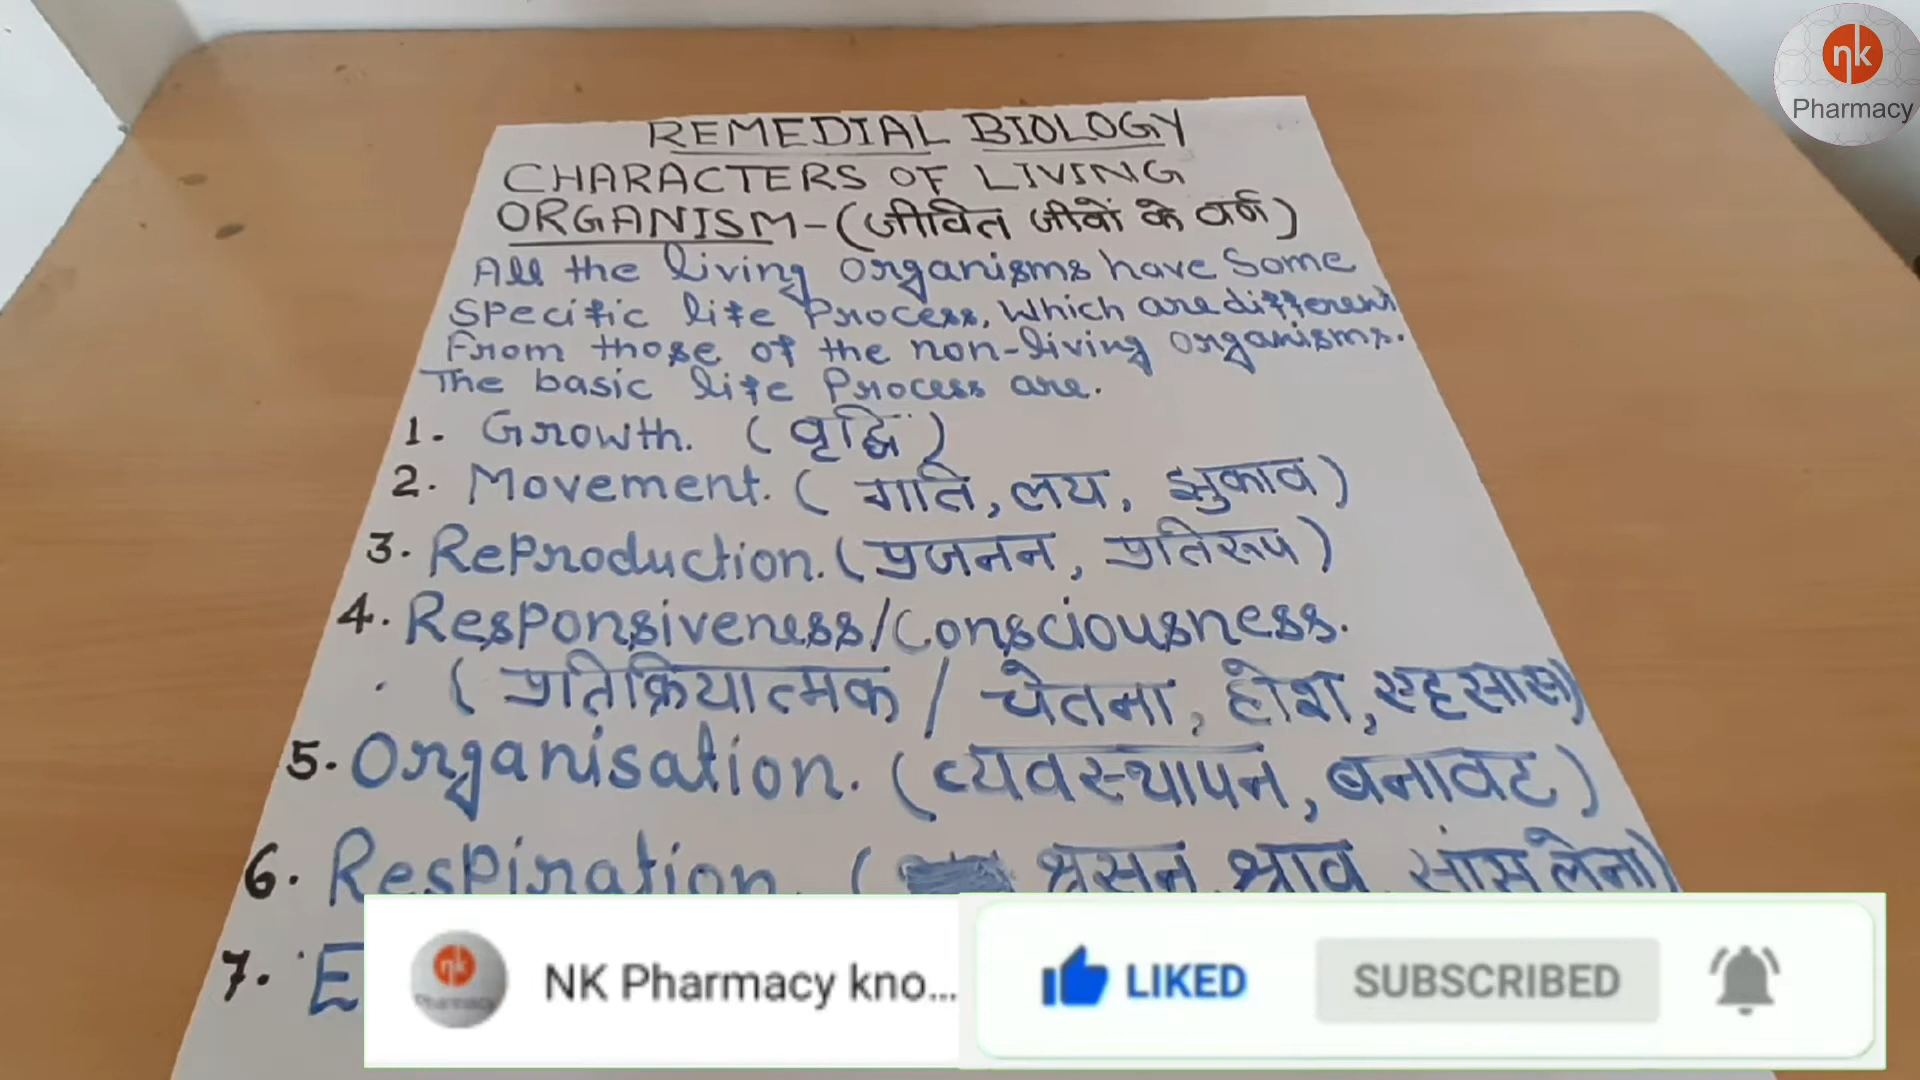 nk
Pharmacy
REMEDIAL BIOLOGY
CHARACTERS OF LIVING
ORGANISM-(जीवित जीवों के वर्ण)
All the living organisms have some
specific life process, which are different
from those of the non-living organisms.
The basic life process are.
1. Growth. (वृद्धि)
2. Movement. (गति, लय, झुकाव)
3. Reproduction. (प्रजनन, प्रतिरूप)
4. Responsiveness/Consciousness.
(प्रतिक्रियात्मक / चेतना, होश, एहसास)
5. Organisation. (व्यवस्थापन, बनावट)
6. Respiration. (श्वसन, श्राव, सांस लेना)
7. E
nk
Pharmacy
NK Pharmacy kno...
LIKED
SUBSCRIBED